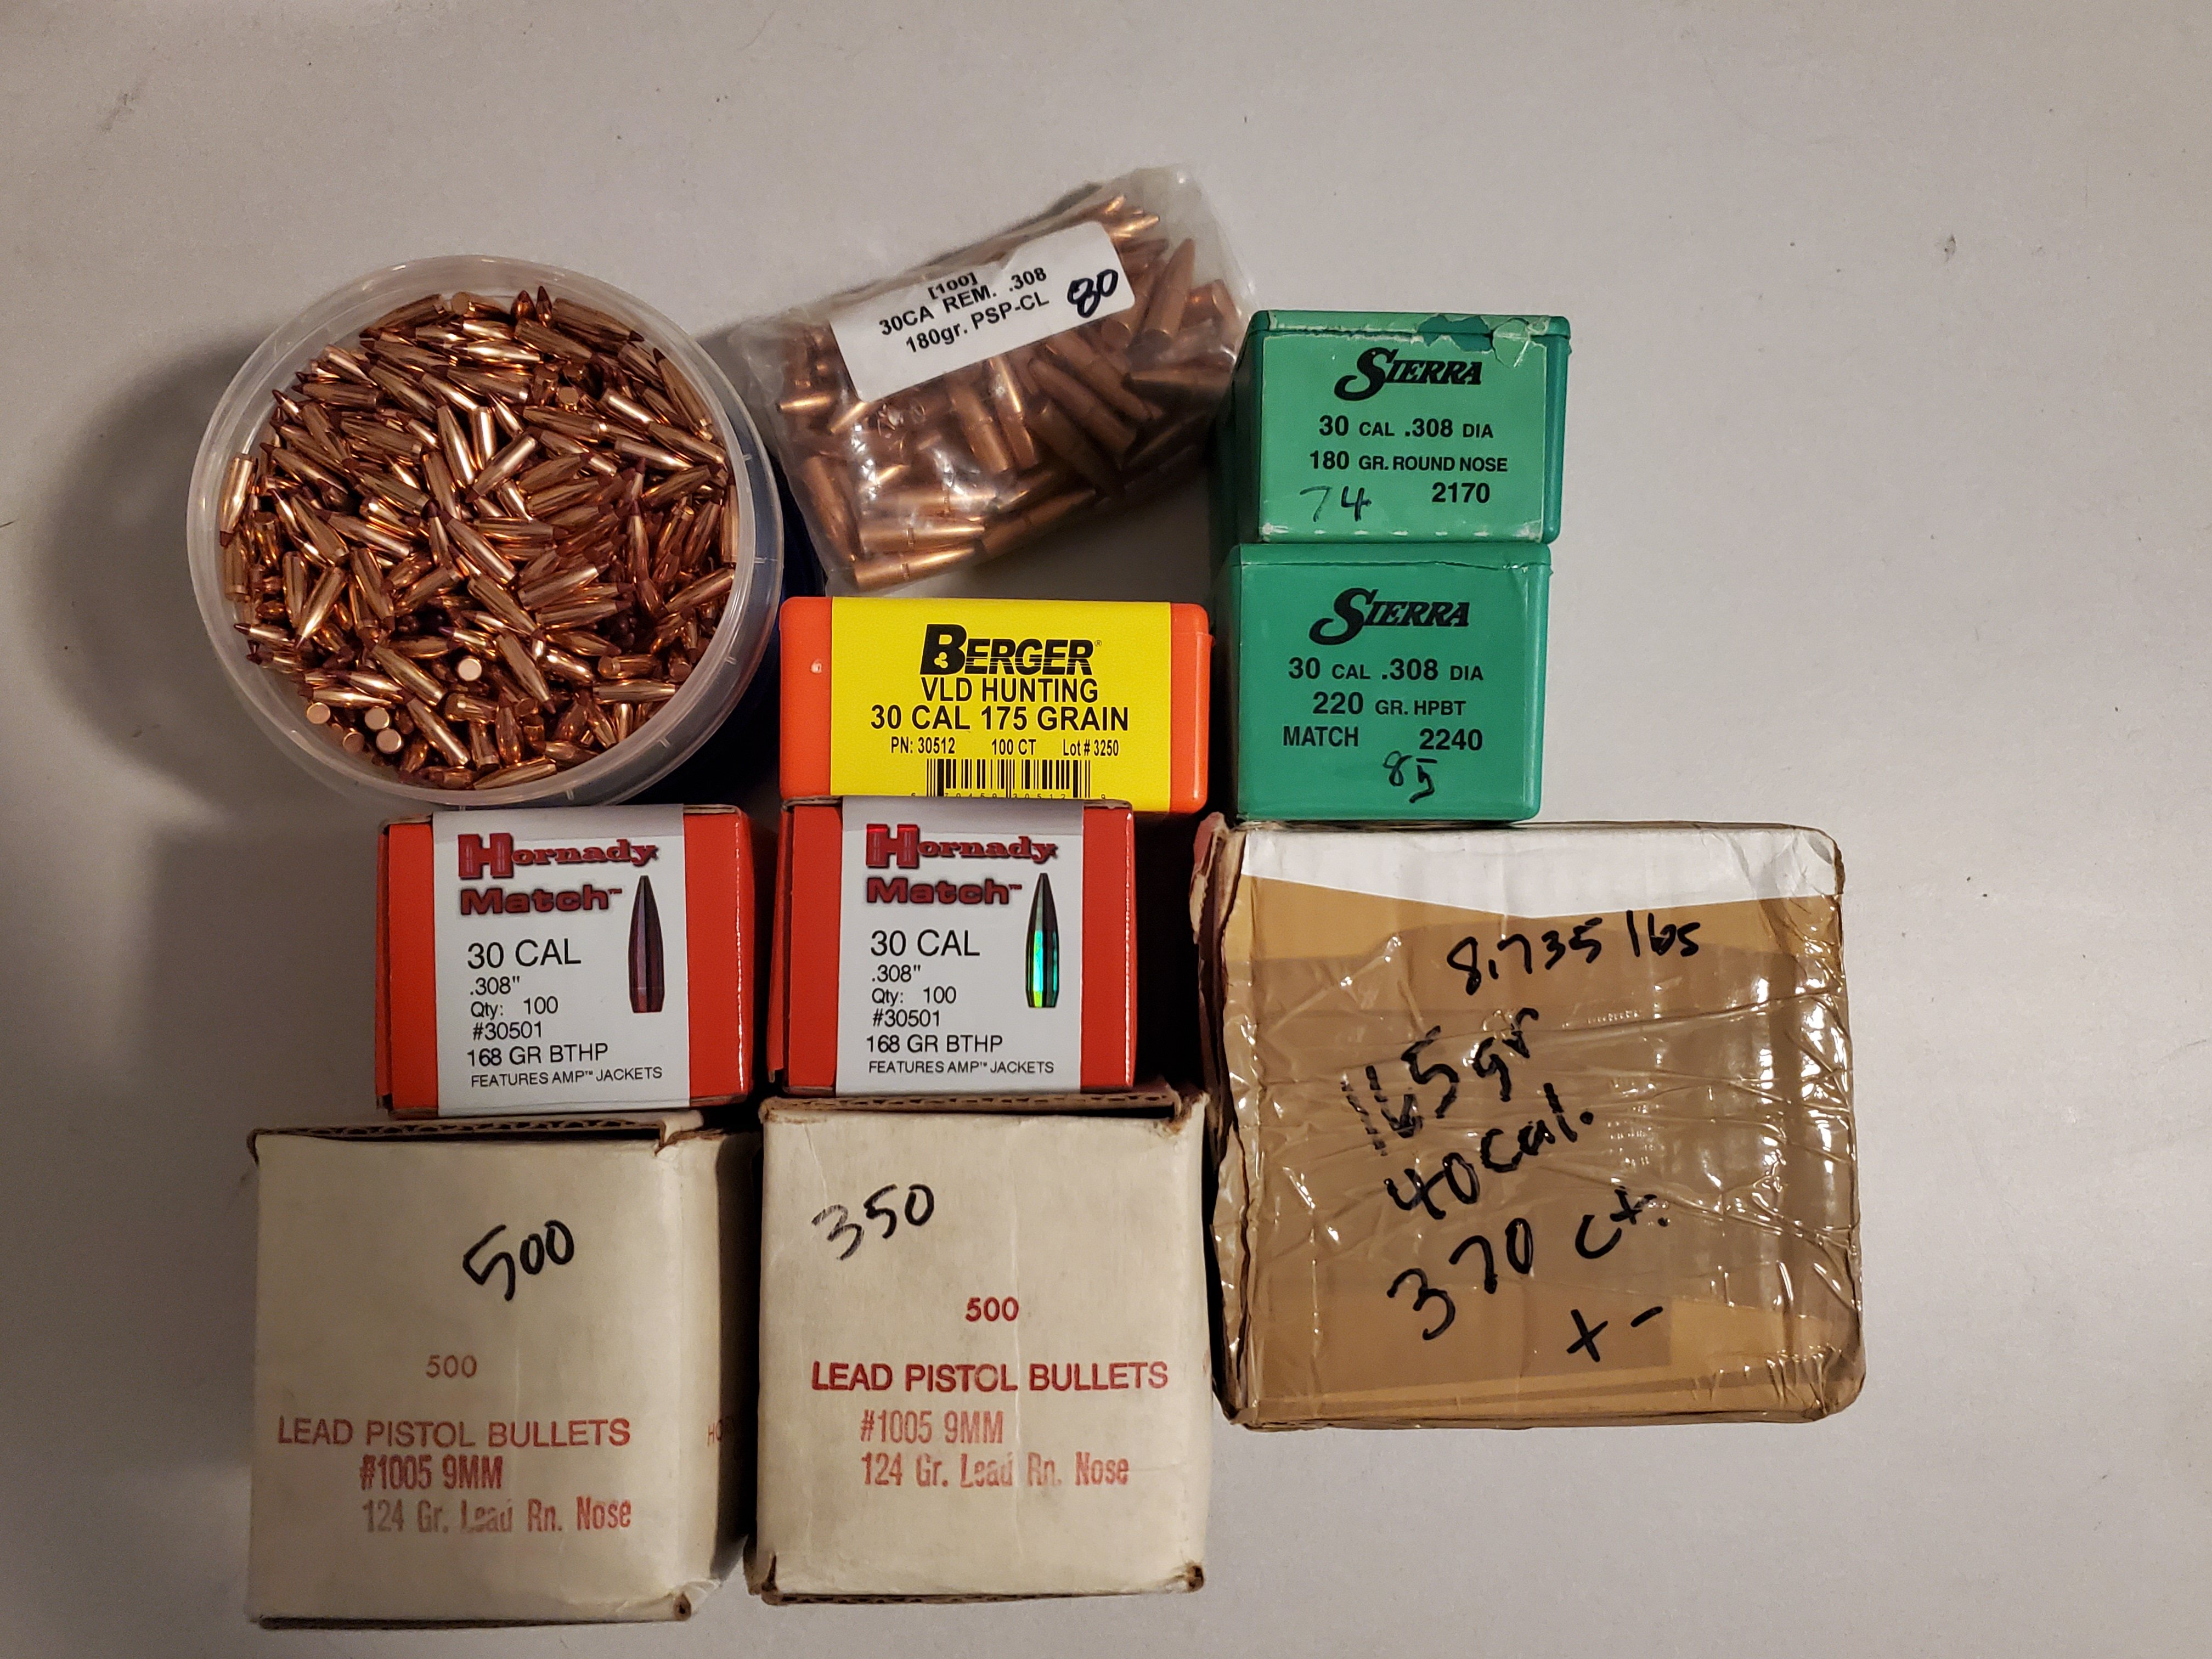 [100]
30CA REM. .308
180gr. PSP-CL
80
SIERRA
30 CAL .308 DIA
180 GR. ROUND NOSE
74 2170
SIERRA
30 CAL .308 DIA
220 GR. HPBT
MATCH 2240
85
BERGER®
VLD HUNTING
30 CAL 175 GRAIN
PN: 30512 100 CT Lot # 3250
Hornady
Match™
30 CAL
.308"
Qty: 100
#30501
168 GR BTHP
FEATURES AMP™ JACKETS
Hornady
Match™
30 CAL
.308"
Qty: 100
#30501
168 GR BTHP
FEATURES AMP™ JACKETS
8.735 lbs
165 gr
40 cal.
370 ct.
+ -
500
500
LEAD PISTOL BULLETS
#1005 9MM
124 Gr. Lead Rn. Nose
350
500
LEAD PISTOL BULLETS
#1005 9MM
124 Gr. Lead Rn. Nose